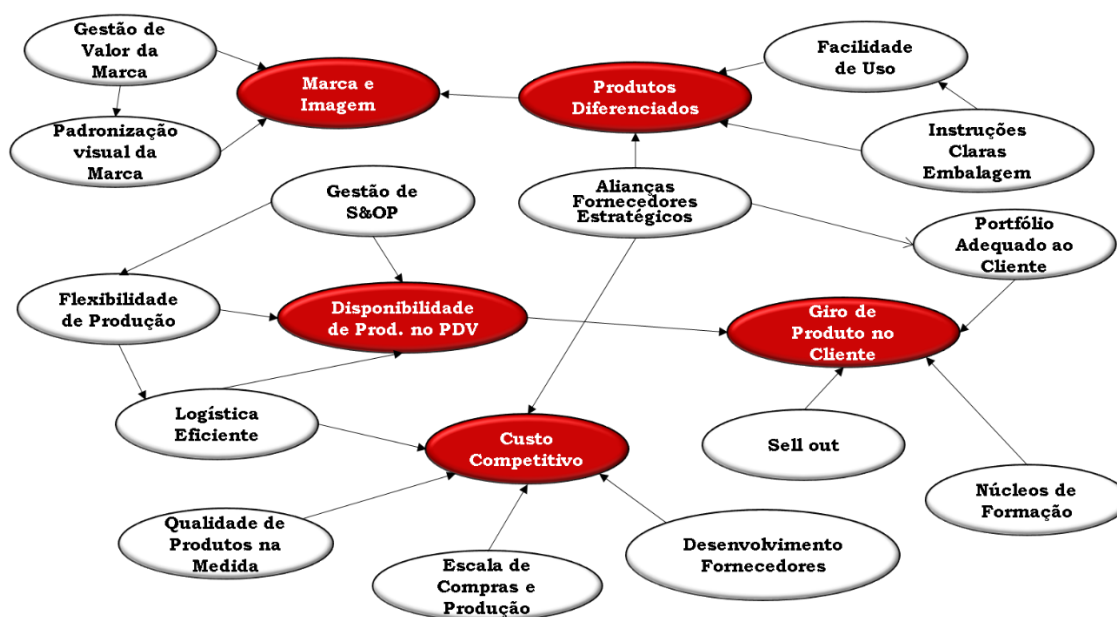 Gestão de
Valor da
Marca
Marca e
Imagem
Produtos
Diferenciados
Facilidade
de Uso
Padronização
visual da
Marca
Instruções
Claras
Embalagem
Gestão de
S&OP
Alianças
Fornecedores
Estratégicos
Portfólio
Adequado ao
Cliente
Flexibilidade
de Produção
Disponibilidade
de Prod. no PDV
Giro de
Produto no
Cliente
Logística
Eficiente
Custo
Competitivo
Sell out
Núcleos de
Formação
Qualidade de
Produtos na
Medida
Escala de
Compras e
Produção
Desenvolvimento
Fornecedores